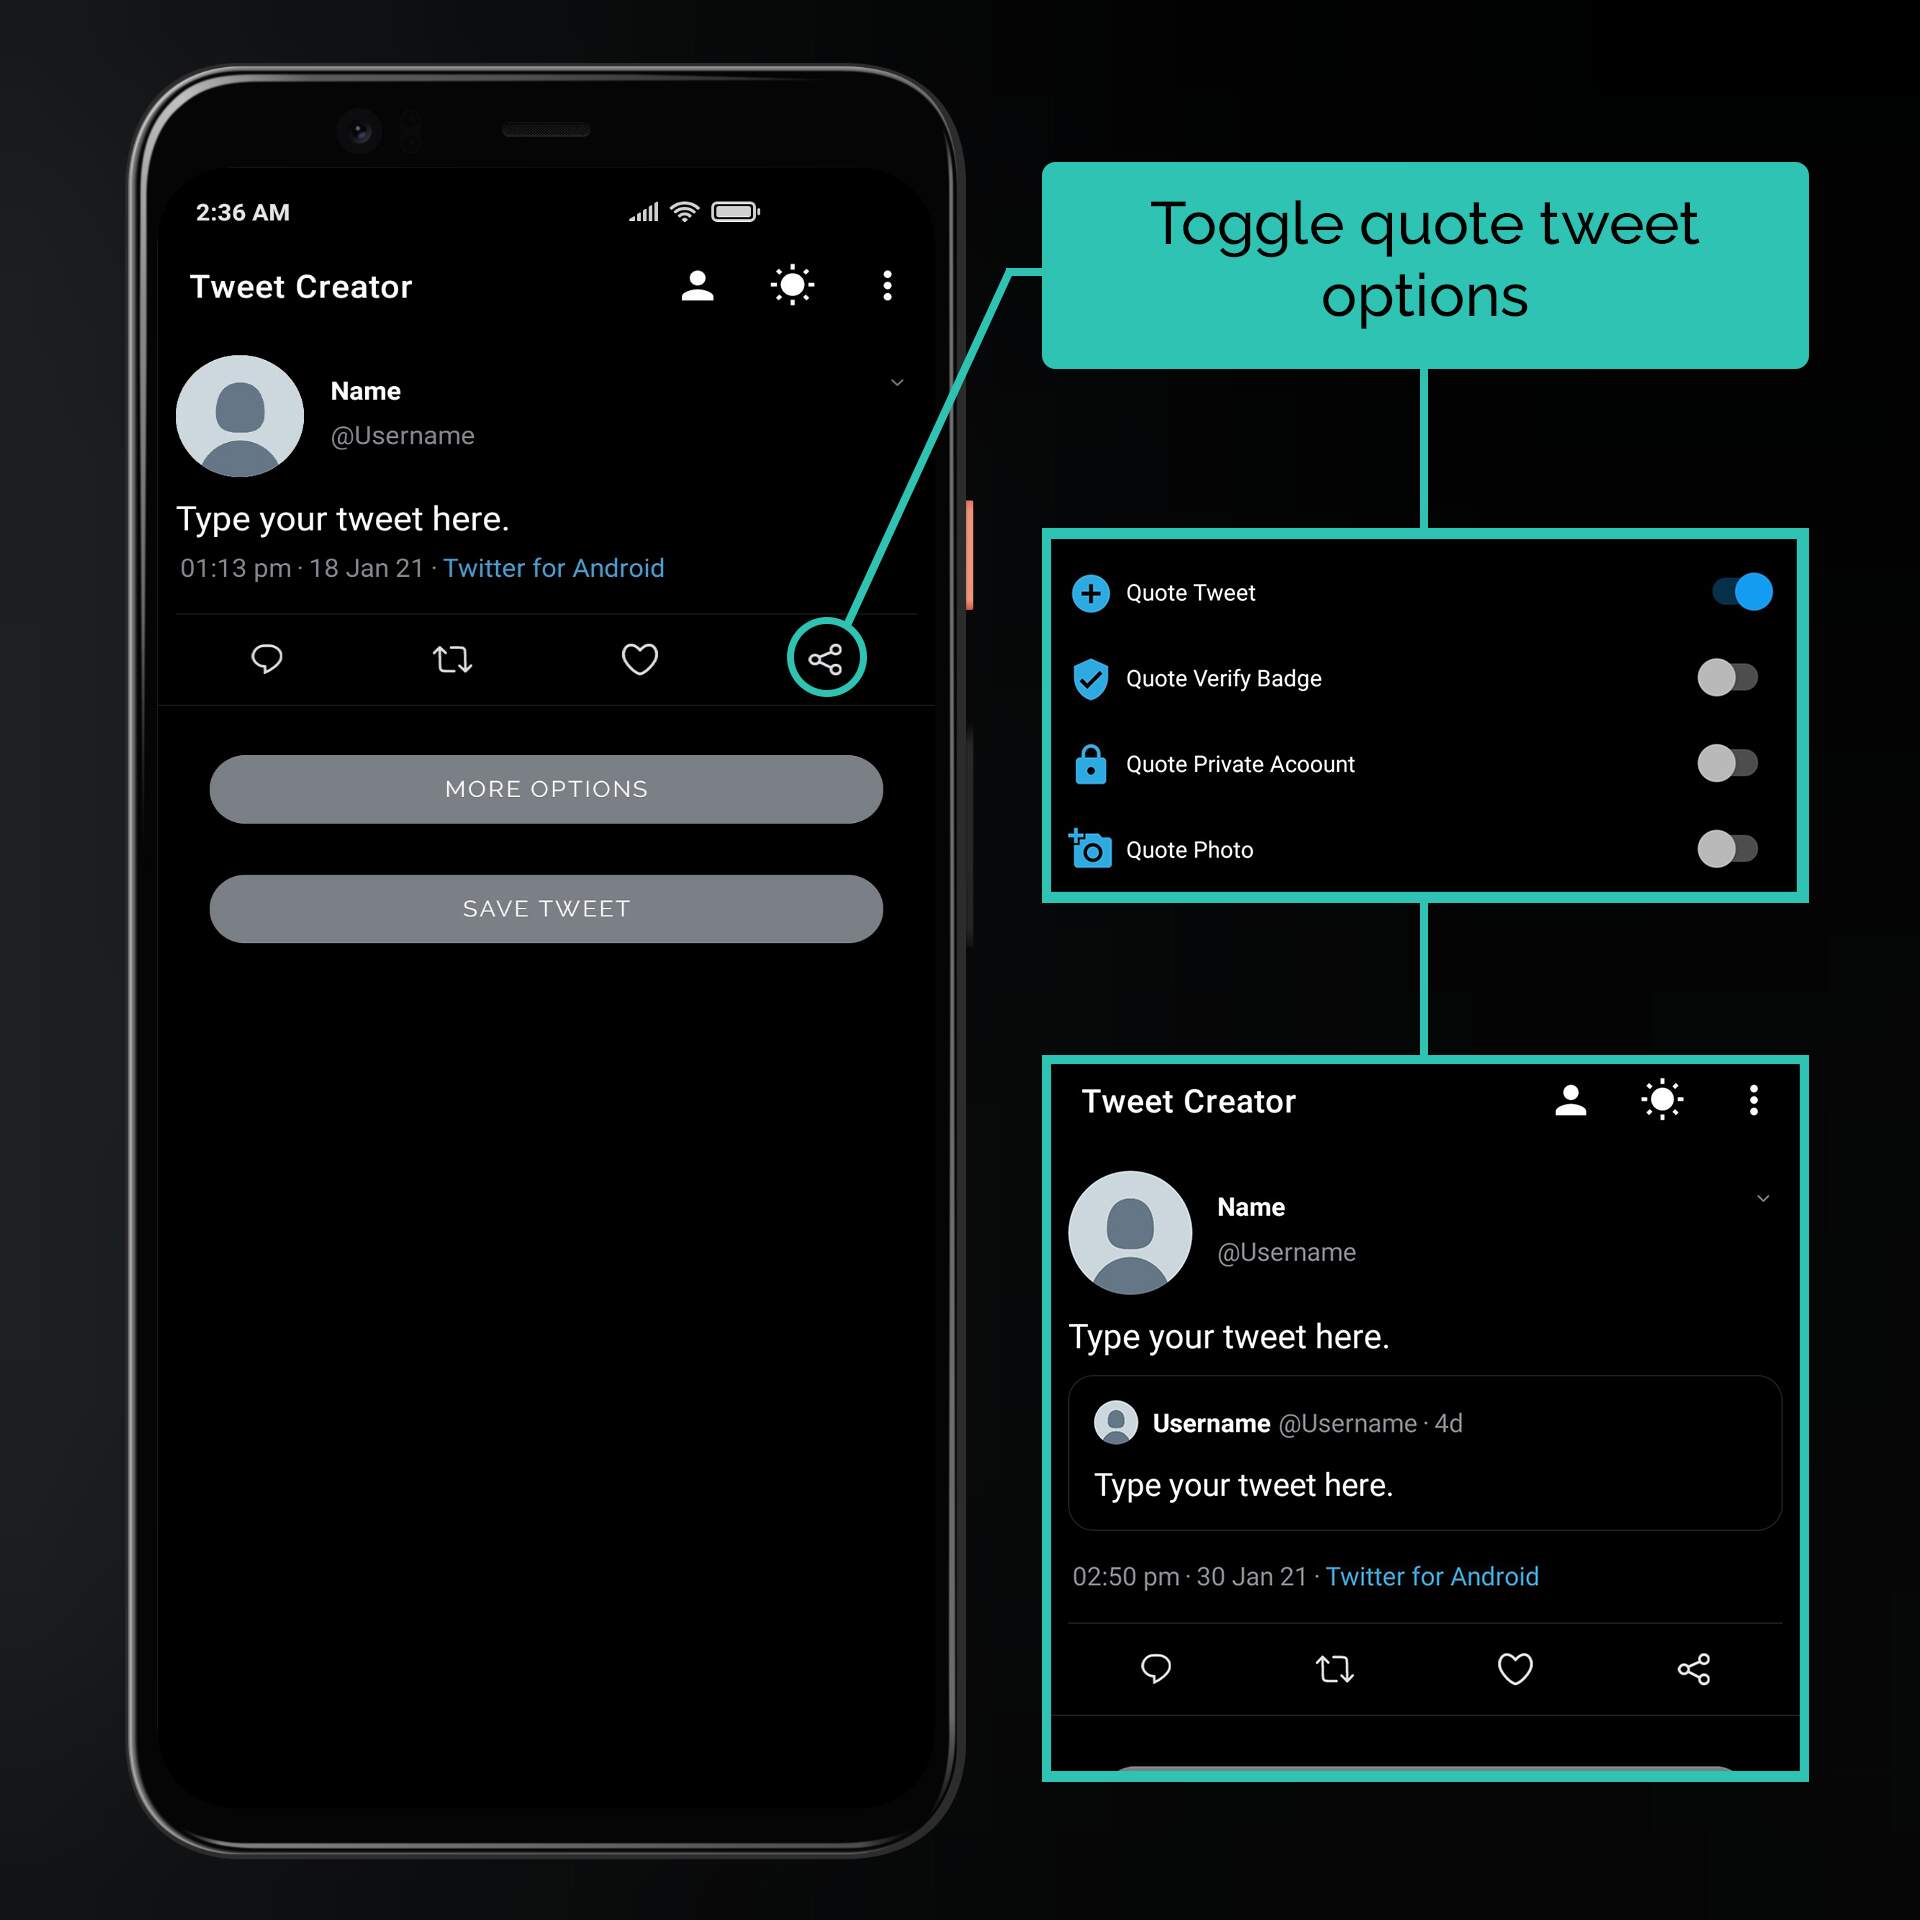 2:36 AM
Tweet Creator
Name
@Username
Type your tweet here.
01:13 pm · 18 Jan 21 · Twitter for Android
MORE OPTIONS
SAVE TWEET
Toggle quote tweet
options
Quote Tweet
Quote Verify Badge
Quote Private Acoount
Quote Photo
Tweet Creator
Name
@Username
Type your tweet here.
Username @Username · 4d
Type your tweet here.
02:50 pm · 30 Jan 21 · Twitter for Android